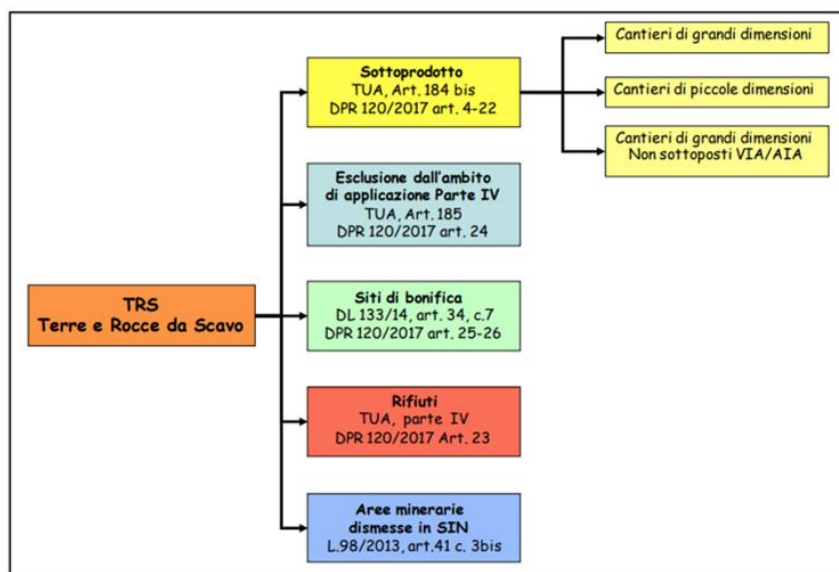 TRS
Terre e Rocce da Scavo
Sottoprodotto
TUA, Art. 184 bis
DPR 120/2017 art. 4-22
Cantieri di grandi dimensioni
Cantieri di piccole dimensioni
Cantieri di grandi dimensioni
Non sottoposti VIA/AIA
Esclusione dall'ambito
di applicazione Parte IV
TUA, Art. 185
DPR 120/2017 art. 24
Siti di bonifica
DL 133/14, art. 34, c.7
DPR 120/2017 art. 25-26
Rifiuti
TUA, parte IV
DPR 120/2017 Art. 23
Aree minerarie
dismesse in SIN
L.98/2013, art.41 c. 3bis